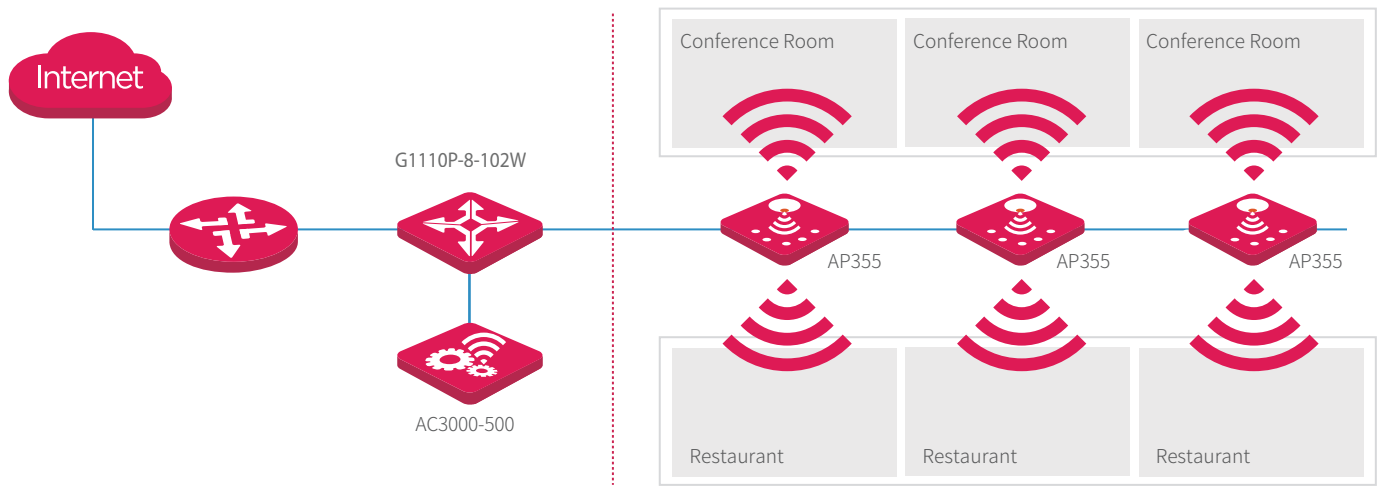 Internet
G1110P-8-102W
AC3000-500
Conference Room
Conference Room
Conference Room
AP355
AP355
AP355
Restaurant
Restaurant
Restaurant